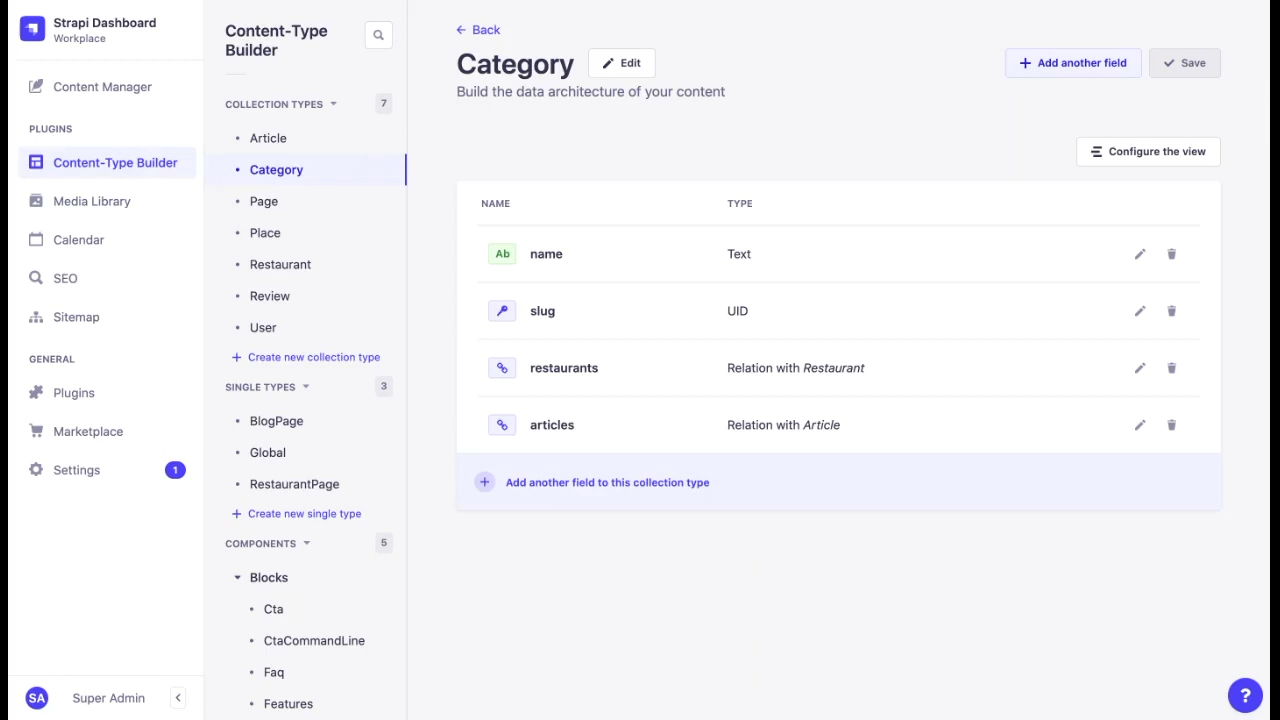 Strapi Dashboard
Workplace
Content Manager
PLUGINS
Content-Type Builder
Media Library
Calendar
SEO
Sitemap
GENERAL
Plugins
Marketplace
Settings
1
SA
Super Admin
Content-Type
Builder
COLLECTION TYPES
7
Article
Category
Page
Place
Restaurant
Review
User
Create new collection type
SINGLE TYPES
3
BlogPage
Global
RestaurantPage
Create new single type
COMPONENTS
5
Blocks
Cta
CtaCommandLine
Faq
Features
Back
Category
Edit
Add another field
Save
Build the data architecture of your content
Configure the view
NAME TYPE
Ab name Text
slug UID
restaurants Relation with Restaurant
articles Relation with Article
Add another field to this collection type
?